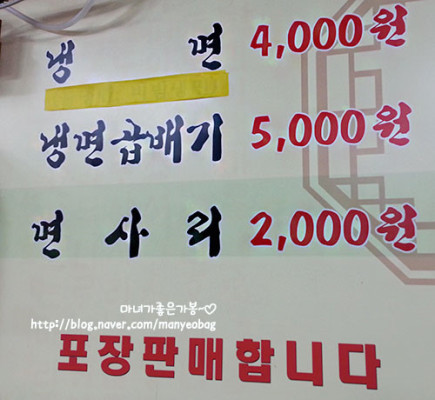 냉면 4,000원
냉면곱배기 5,000원
면사리 2,000원
마녀가좋은가봉~♡
http://blog.naver.com/manyeobag
포장판매합니다